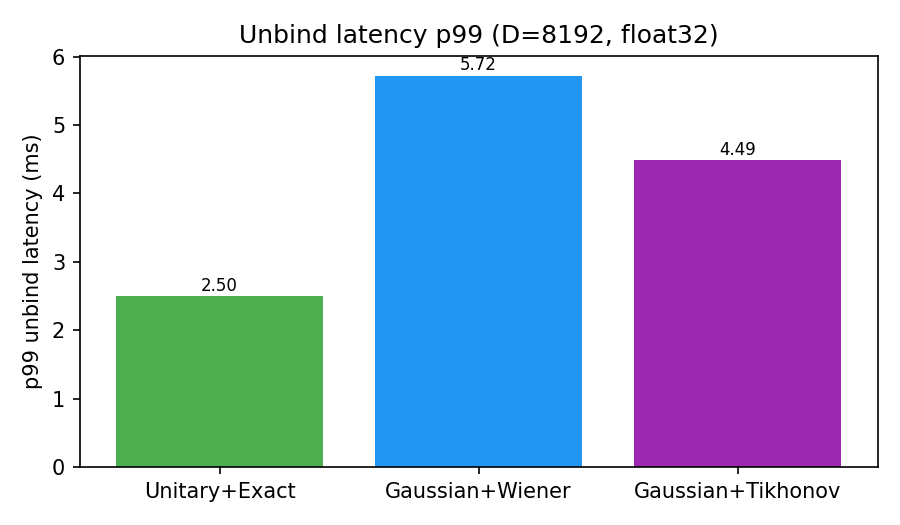 Unbind latency p99 (D=8192, float32)
p99 unbind latency (ms)
6
5
4
3
2
1
0
2.50
5.72
4.49
Unitary+Exact
Gaussian+Wiener
Gaussian+Tikhonov